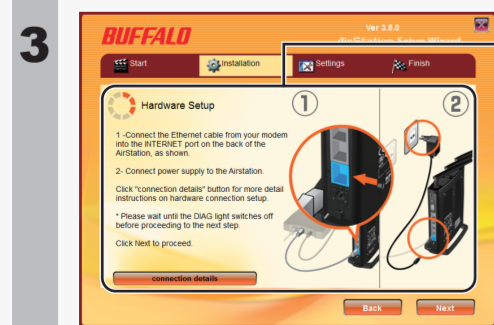 3
BUFFALO
Ver 3.5.0
AirStation Setup Wizard
Start
Installation
Settings
Finish
Hardware Setup
1 -Connect the Ethernet cable from your modem
into the INTERNET port on the back of the
AirStation, as shown.
2- Connect power supply to the Airstation.
Click "connection details" button for more detail
instructions on hardware connection setup.
* Please wait until the DIAG light switches off
before proceeding to the next step.
Click Next to proceed.
connection details
1
2
Back
Next